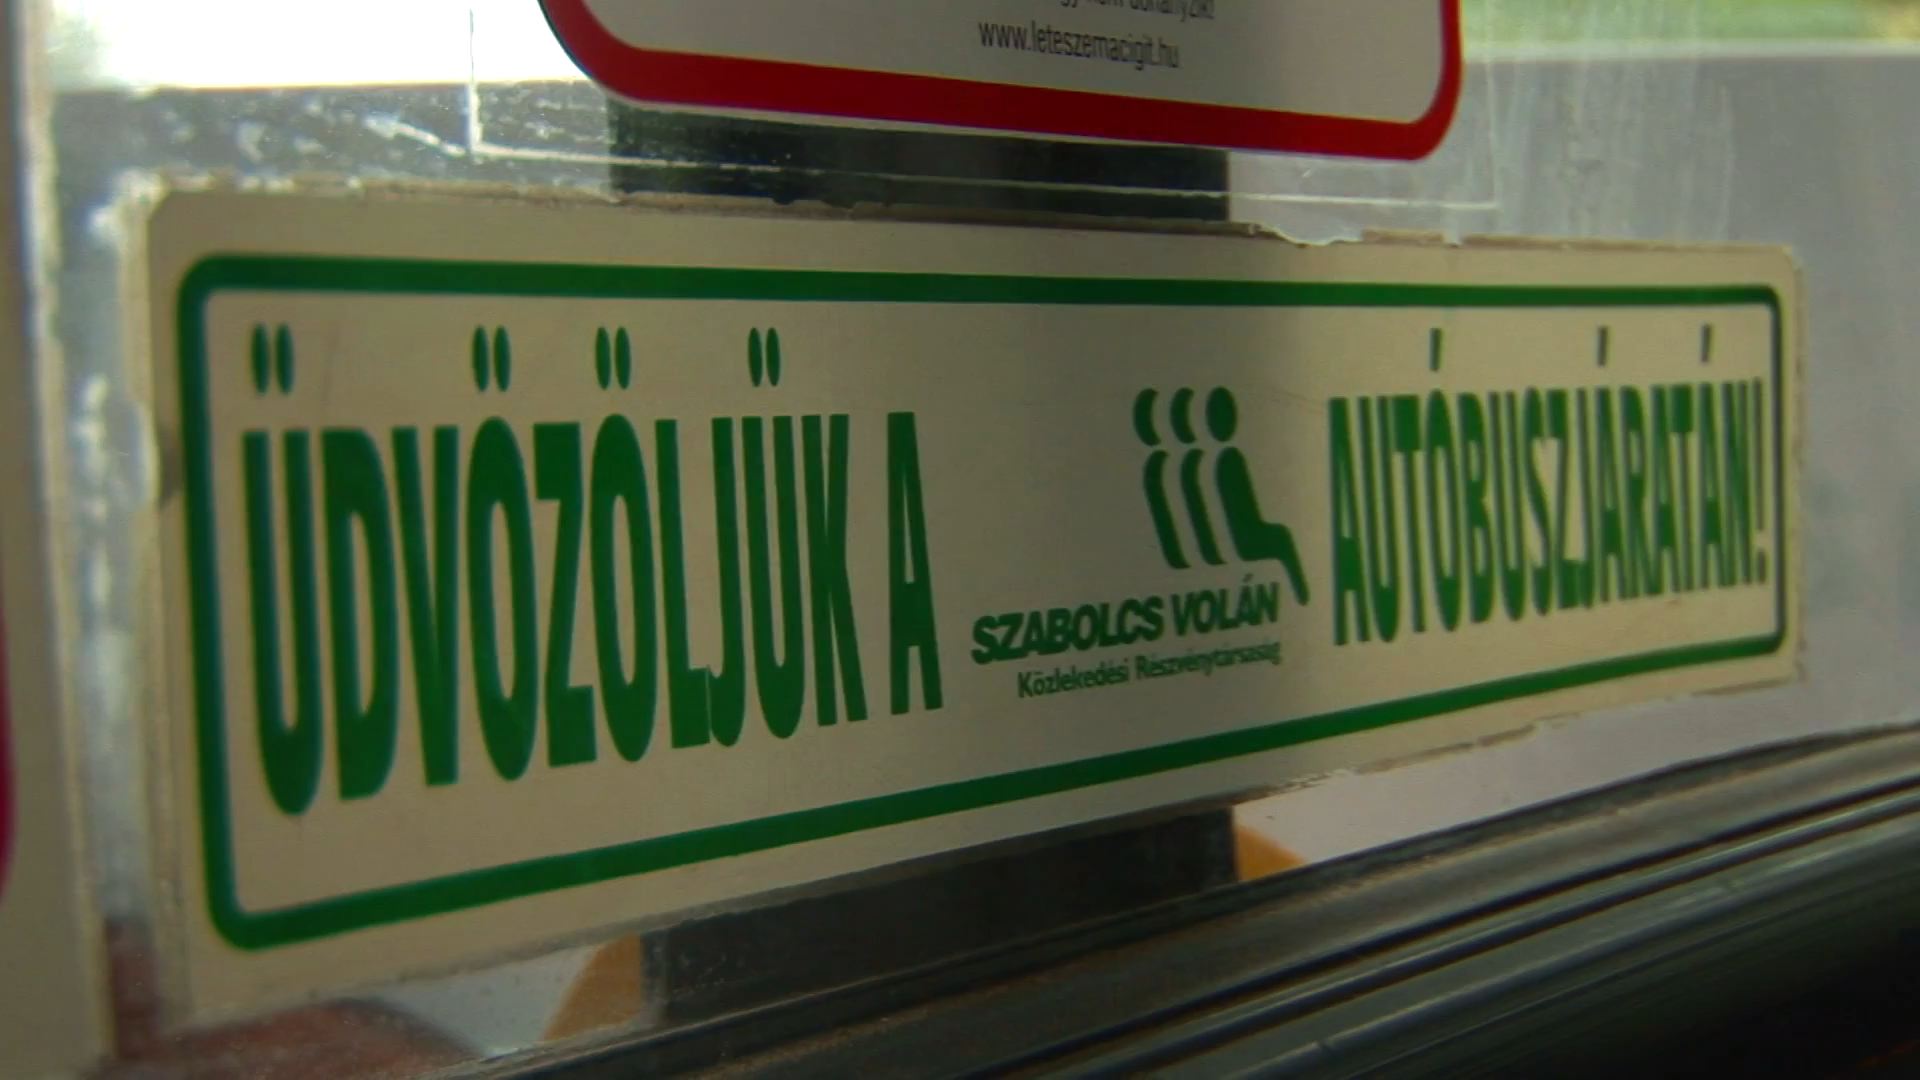 www.leteszemacigit.hu
ÜDVÖZÖLJÜK A
SZABOLCS VOLÁN
Közlekedési Részvénytársaság
AUTÓBUSZJÁRATÁN!